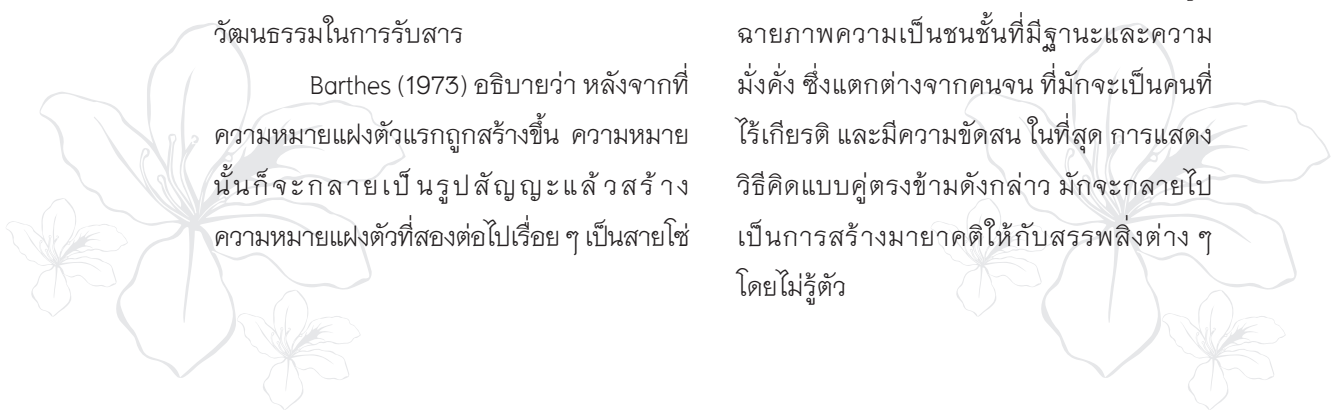 วัฒนธรรมในการรับสาร
Barthes (1973) อธิบายว่า หลังจากที่
ความหมายแฝงตัวแรกถูกสร้างขึ้น ความหมาย
นั้นก็จะกลายเป็นรูปสัญญะแล้วสร้าง
ความหมายแฝงตัวที่สองต่อไปเรื่อย ๆ เป็นสายโซ่
ฉายภาพความเป็นชนชั้นที่มีฐานะและความ
มั่งคั่ง ซึ่งแตกต่างจากคนจน ที่มักจะเป็นคนที่
ไร้เกียรติ และมีความขัดสน ในที่สุด การแสดง
วิธีคิดแบบคู่ตรงข้ามดังกล่าว มักจะกลายไป
เป็นการสร้างมายาคติให้กับสรรพสิ่งต่าง ๆ
โดยไม่รู้ตัว